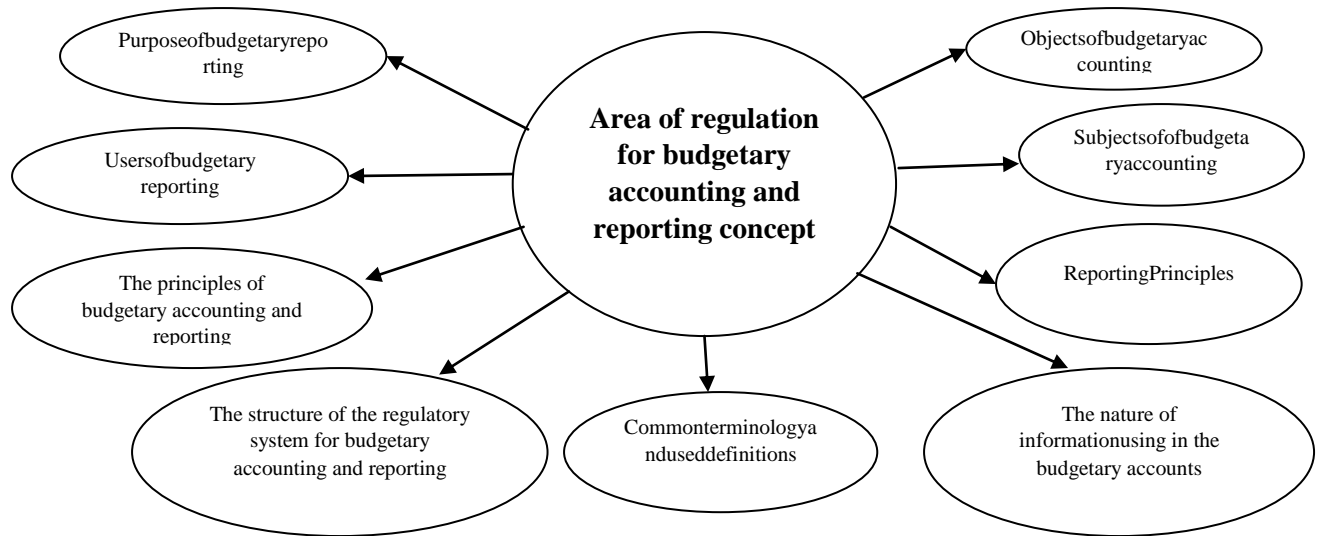 Purposeofbudgetaryrepo
rting
Usersofbudgetary
reporting
The principles of
budgetary accounting and
reporting
The structure of the regulatory
system for budgetary
accounting and reporting
Area of regulation
for budgetary
accounting and
reporting concept
Commonterminologya
nduseddefinitions
Objectsofbudgetaryac
counting
Subjectsofofbudgeta
ryaccounting
ReportingPrinciples
The nature of
informationusing in the
budgetary accounts